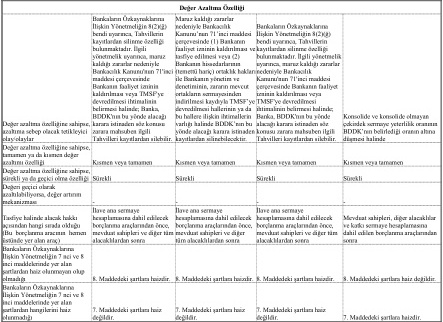 Değer Azaltma Özelliği
Değer azaltma özelliğine sahipse,
azaltıma sebep olacak tetikleyici
olay/olaylar
Bankaların Özkaynaklarına
İlişkin Yönetmeliğin 8(2)(ğ)
bendi uyarınca, Tahvillerin
kayıtlardan silinme özelliği
bulunmaktadır. İlgili
yönetmelik uyarınca, maruz
kaldığı zararlar nedeniyle
Bankacılık Kanunu'nun 71'inci
maddesi çerçevesinde
Bankanın faaliyet izninin
kaldırılması veya TMSF'ye
devredilmesi ihtimalinin
belirmesi halinde; Banka,
BDDK'nın bu yönde alacağı
karara istinaden söz konusu
zarara mahsuben ilgili
Tahvilleri kayıtlardan silebilir.
Maruz kaldığı zararlar
nedeniyle Bankacılık
Kanunu'nun 71'inci maddesi
çerçevesinde (1) Bankanın
faaliyet izninin kaldırılması ve
tasfiye edilmesi veya (2)
Bankanın hissedarlarının
(temettü hariç) ortaklık hakları
ile Bankanın yönetim ve
denetiminin, zararın mevcut
ortakların sermayesinden
indirilmesi kaydıyla TMSF'ye
devredilmesi hallerinin ya da
bu hallere ilişkin ihtimallerin
varlığı halinde BDDK'nın bu
yönde alacağı karara istinaden
kayıtlardan silinebilecektir.
Bankaların Özkaynaklarına
İlişkin Yönetmeliğin 8(2)(ğ)
bendi uyarınca, Tahvillerin
kayıtlardan silinme özelliği
bulunmaktadır. İlgili yönetmelik
uyarınca, maruz kaldığı zararlar
nedeniyle Bankacılık
Kanunu'nun 71'inci maddesi
çerçevesinde Bankanın faaliyet
izninin kaldırılması veya
TMSF'ye devredilmesi
ihtimalinin belirmesi halinde;
Banka, BDDK'nın bu yönde
alacağı karara istinaden söz
konusu zarara mahsuben ilgili
Tahvilleri kayıtlardan silebilir.
Konsolide ve konsolide olmayan
çekirdek sermaye yeterlilik oranının
BDDK'nın belirlediği oranın altına
düşmesi halinde
Değer azaltma özelliğine sahipse,
tamamen ya da kısmen değer
azaltımı özelliği
Kısmen veya tamamen
Kısmen veya tamamen
Kısmen veya tamamen
Kısmen veya tamamen
Değer azaltma özelliğine sahipse,
sürekli ya da geçici olma özelliği
Sürekli
Sürekli
Sürekli
Sürekli
Değeri geçici olarak
azaltılabiliyorsa, değer artırım
mekanizması
-
-
-
-
Tasfiye halinde alacak hakkı
açısından hangi sırada olduğu
(Bu borçlanma aracının hemen
üstünde yer alan araç)
İlave ana sermaye
hesaplamasına dahil edilecek
borçlanma araçlarından önce,
mevduat sahipleri ve diğer tüm
alacaklılardan sonra
İlave ana sermaye
hesaplamasına dahil edilecek
borçlanma araçlarından önce,
mevduat sahipleri ve diğer
tüm alacaklılardan sonra
İlave ana sermaye
hesaplamasına dahil edilecek
borçlanma araçlarından önce,
mevduat sahipleri ve diğer tüm
alacaklılardan sonra
Mevduat sahipleri, diğer alacaklılar
ve katkı sermaye hesaplamasına
dahil edilen borçlanma araçlarından
sonra
Bankaların Özkaynaklarına
İlişkin Yönetmeliğin 7 nci ve 8
inci maddelerinde yer alan
şartlardan haiz olunmayan olup
olmadığı
8. Maddedeki şartlara haizdir.
8. Maddedeki şartlara haizdir.
8. Maddedeki şartlara haizdir.
8. Maddedeki şartlara haiz değildir.
Bankaların Özkaynaklarına
İlişkin Yönetmeliğin 7 nci ve 8
inci maddelerinde yer alan
şartlardan hangilerini haiz
olunmadığı
7. Maddedeki şartlara haiz
değildir.
7. Maddedeki şartlara haiz
değildir.
7. Maddedeki şartlara haiz
değildir.
7. Maddedeki şartlara haizdir.